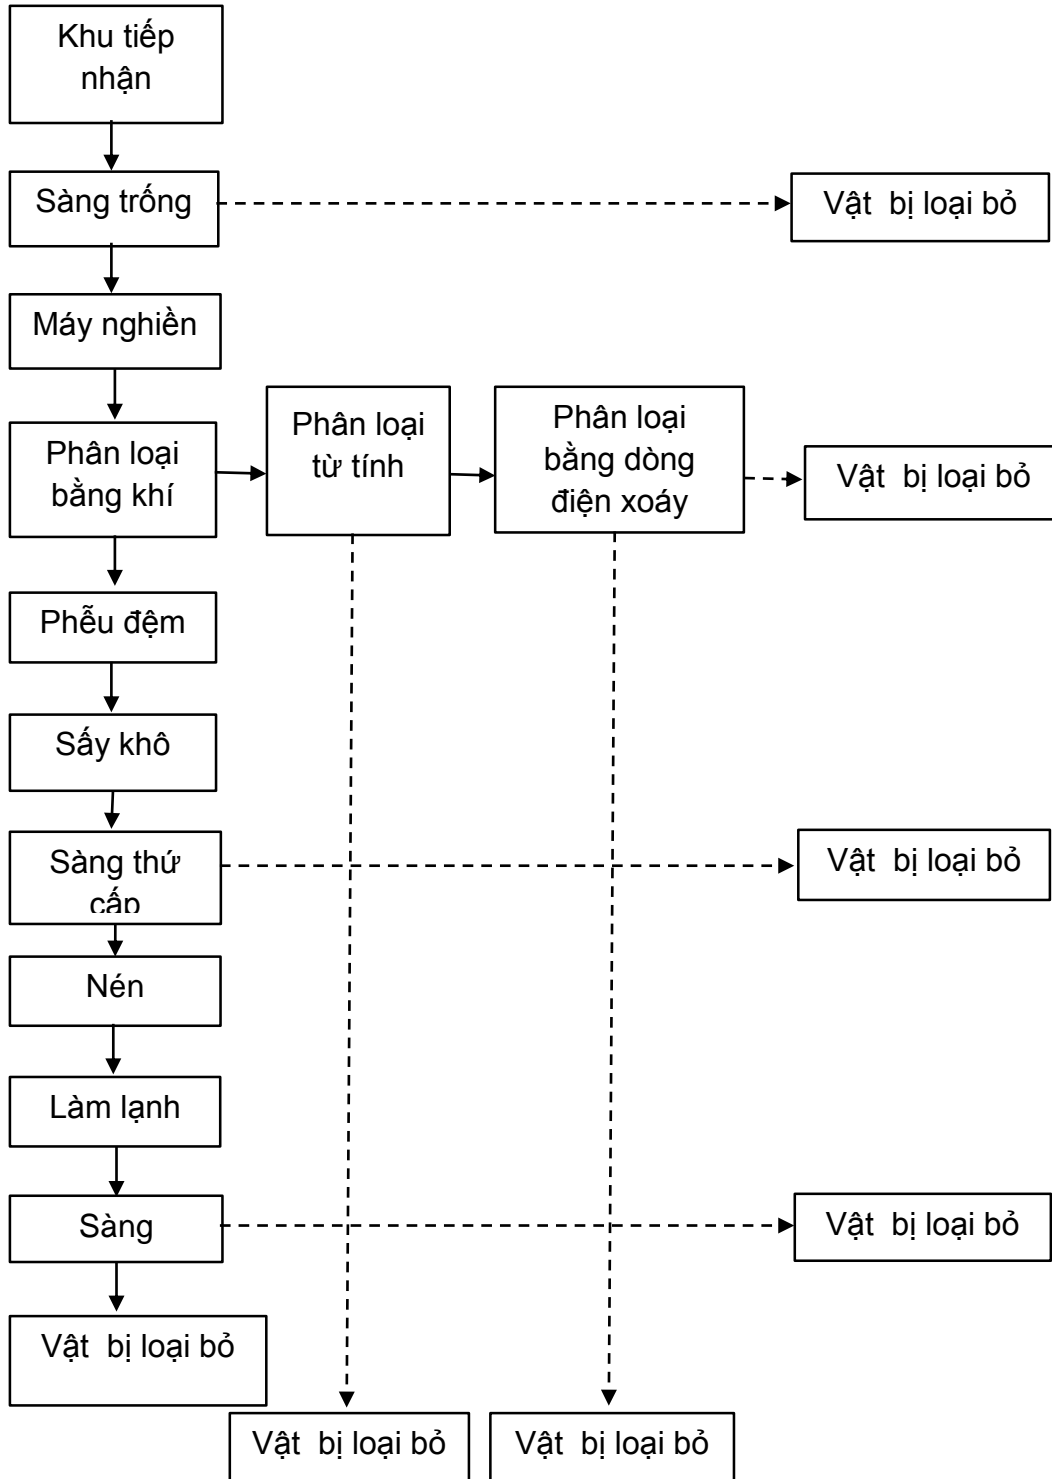 Khu tiếp
nhận
Sàng trống
Vật bị loại bỏ
Máy nghiền
Phân loại
bằng khí
Phân loại
từ tính
Phân loại
bằng dòng
điện xoáy
Vật bị loại bỏ
Phễu đệm
Sấy khô
Sàng thứ
cấp
Vật bị loại bỏ
Nén
Làm lạnh
Sàng
Vật bị loại bỏ
Vật bị loại bỏ
Vật bị loại bỏ
Vật bị loại bỏ